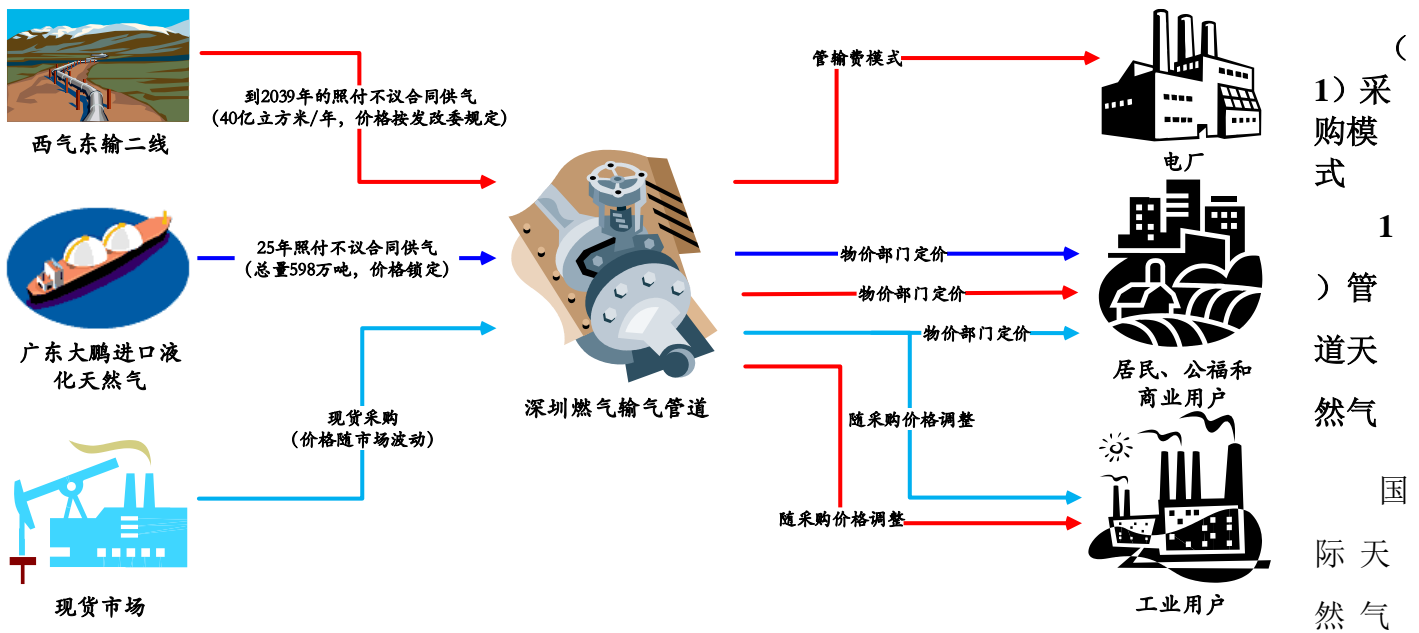 西气东输二线
到2039年的照付不议合同供气
（40亿立方米/年，价格按发改委规定）
广东大鹏进口液
化天然气
25年照付不议合同供气
（总量598万吨，价格锁定）
现货市场
现货采购
（价格随市场波动）
深圳燃气输气管道
管输费模式
物价部门定价
物价部门定价
物价部门定价
随采购价格调整
随采购价格调整
电厂
居民、公福和
商业用户
工业用户
（
1）采
购模
式
1
）管
道天
然气
国
际天
然气